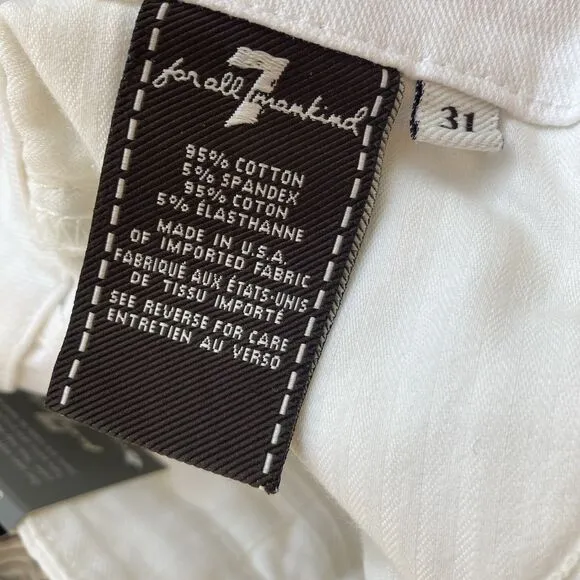 7
for all mankind
31
95% COTTON
5% SPANDEX
95% COTON
5% ÉLASTHANNE
MADE IN U.S.A.
OF IMPORTED FABRIC
FABRIQUÉ AUX ÉTATS-UNIS
DE TISSU IMPORTÉ
SEE REVERSE FOR CARE
ENTRETIEN AU VERSO